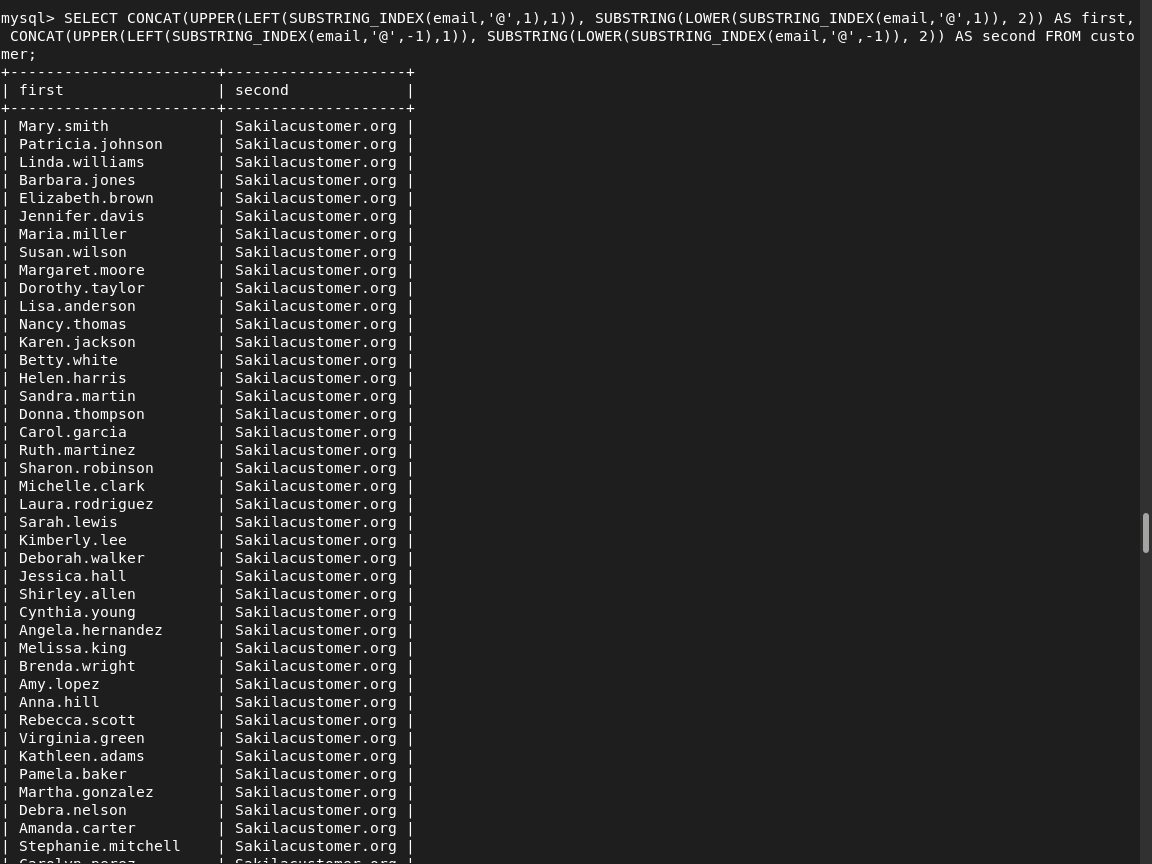 mysql> SELECT CONCAT(UPPER(LEFT(SUBSTRING_INDEX(email,'@',1),1)), SUBSTRING(LOWER(SUBSTRING_INDEX(email,'@',1)), 2)) AS first,
 CONCAT(UPPER(LEFT(SUBSTRING_INDEX(email,'@',-1),1)), SUBSTRING(LOWER(SUBSTRING_INDEX(email,'@',-1)), 2)) AS second FROM custo
mer;
+-----------------------+--------------------+
| first                 | second             |
+-----------------------+--------------------+
| Mary.smith            | Sakilacustomer.org |
| Patricia.johnson      | Sakilacustomer.org |
| Linda.williams        | Sakilacustomer.org |
| Barbara.jones         | Sakilacustomer.org |
| Elizabeth.brown       | Sakilacustomer.org |
| Jennifer.davis        | Sakilacustomer.org |
| Maria.miller          | Sakilacustomer.org |
| Susan.wilson          | Sakilacustomer.org |
| Margaret.moore        | Sakilacustomer.org |
| Dorothy.taylor        | Sakilacustomer.org |
| Lisa.anderson         | Sakilacustomer.org |
| Nancy.thomas          | Sakilacustomer.org |
| Karen.jackson         | Sakilacustomer.org |
| Betty.white           | Sakilacustomer.org |
| Helen.harris          | Sakilacustomer.org |
| Sandra.martin         | Sakilacustomer.org |
| Donna.thompson        | Sakilacustomer.org |
| Carol.garcia          | Sakilacustomer.org |
| Ruth.martinez         | Sakilacustomer.org |
| Sharon.robinson       | Sakilacustomer.org |
| Michelle.clark        | Sakilacustomer.org |
| Laura.rodriguez       | Sakilacustomer.org |
| Sarah.lewis           | Sakilacustomer.org |
| Kimberly.lee          | Sakilacustomer.org |
| Deborah.walker        | Sakilacustomer.org |
| Jessica.hall          | Sakilacustomer.org |
| Shirley.allen         | Sakilacustomer.org |
| Cynthia.young         | Sakilacustomer.org |
| Angela.hernandez      | Sakilacustomer.org |
| Melissa.king          | Sakilacustomer.org |
| Brenda.wright         | Sakilacustomer.org |
| Amy.lopez             | Sakilacustomer.org |
| Anna.hill             | Sakilacustomer.org |
| Rebecca.scott         | Sakilacustomer.org |
| Virginia.green        | Sakilacustomer.org |
| Kathleen.adams        | Sakilacustomer.org |
| Pamela.baker          | Sakilacustomer.org |
| Martha.gonzalez       | Sakilacustomer.org |
| Debra.nelson          | Sakilacustomer.org |
| Amanda.carter         | Sakilacustomer.org |
| Stephanie.mitchell    | Sakilacustomer.org |